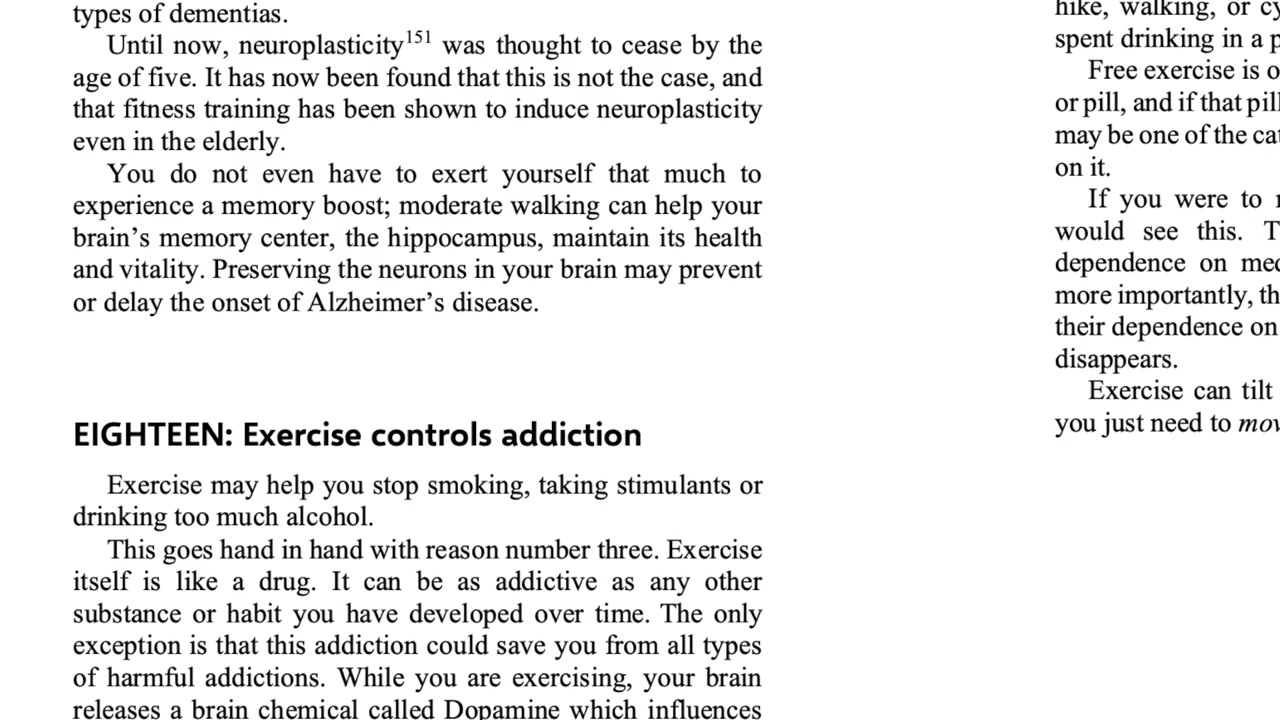 types of dementias.
Until now, neuroplasticity151 was thought to cease by the
age of five. It has now been found that this is not the case, and
that fitness training has been shown to induce neuroplasticity
even in the elderly.
You do not even have to exert yourself that much to
experience a memory boost; moderate walking can help your
brain’s memory center, the hippocampus, maintain its health
and vitality. Preserving the neurons in your brain may prevent
or delay the onset of Alzheimer’s disease.
EIGHTEEN: Exercise controls addiction
Exercise may help you stop smoking, taking stimulants or
drinking too much alcohol.
This goes hand in hand with reason number three. Exercise
itself is like a drug. It can be as addictive as any other
substance or habit you have developed over time. The only
exception is that this addiction could save you from all types
of harmful addictions. While you are exercising, your brain
releases a brain chemical called Dopamine which influences
hike, walking, or
spent drinking in a
Free exercise is
or pill, and if that
may be one of the
on it.
If you were to
would see this.
dependence on
more importantly,
their dependence on
disappears.
Exercise can tilt
you just need to